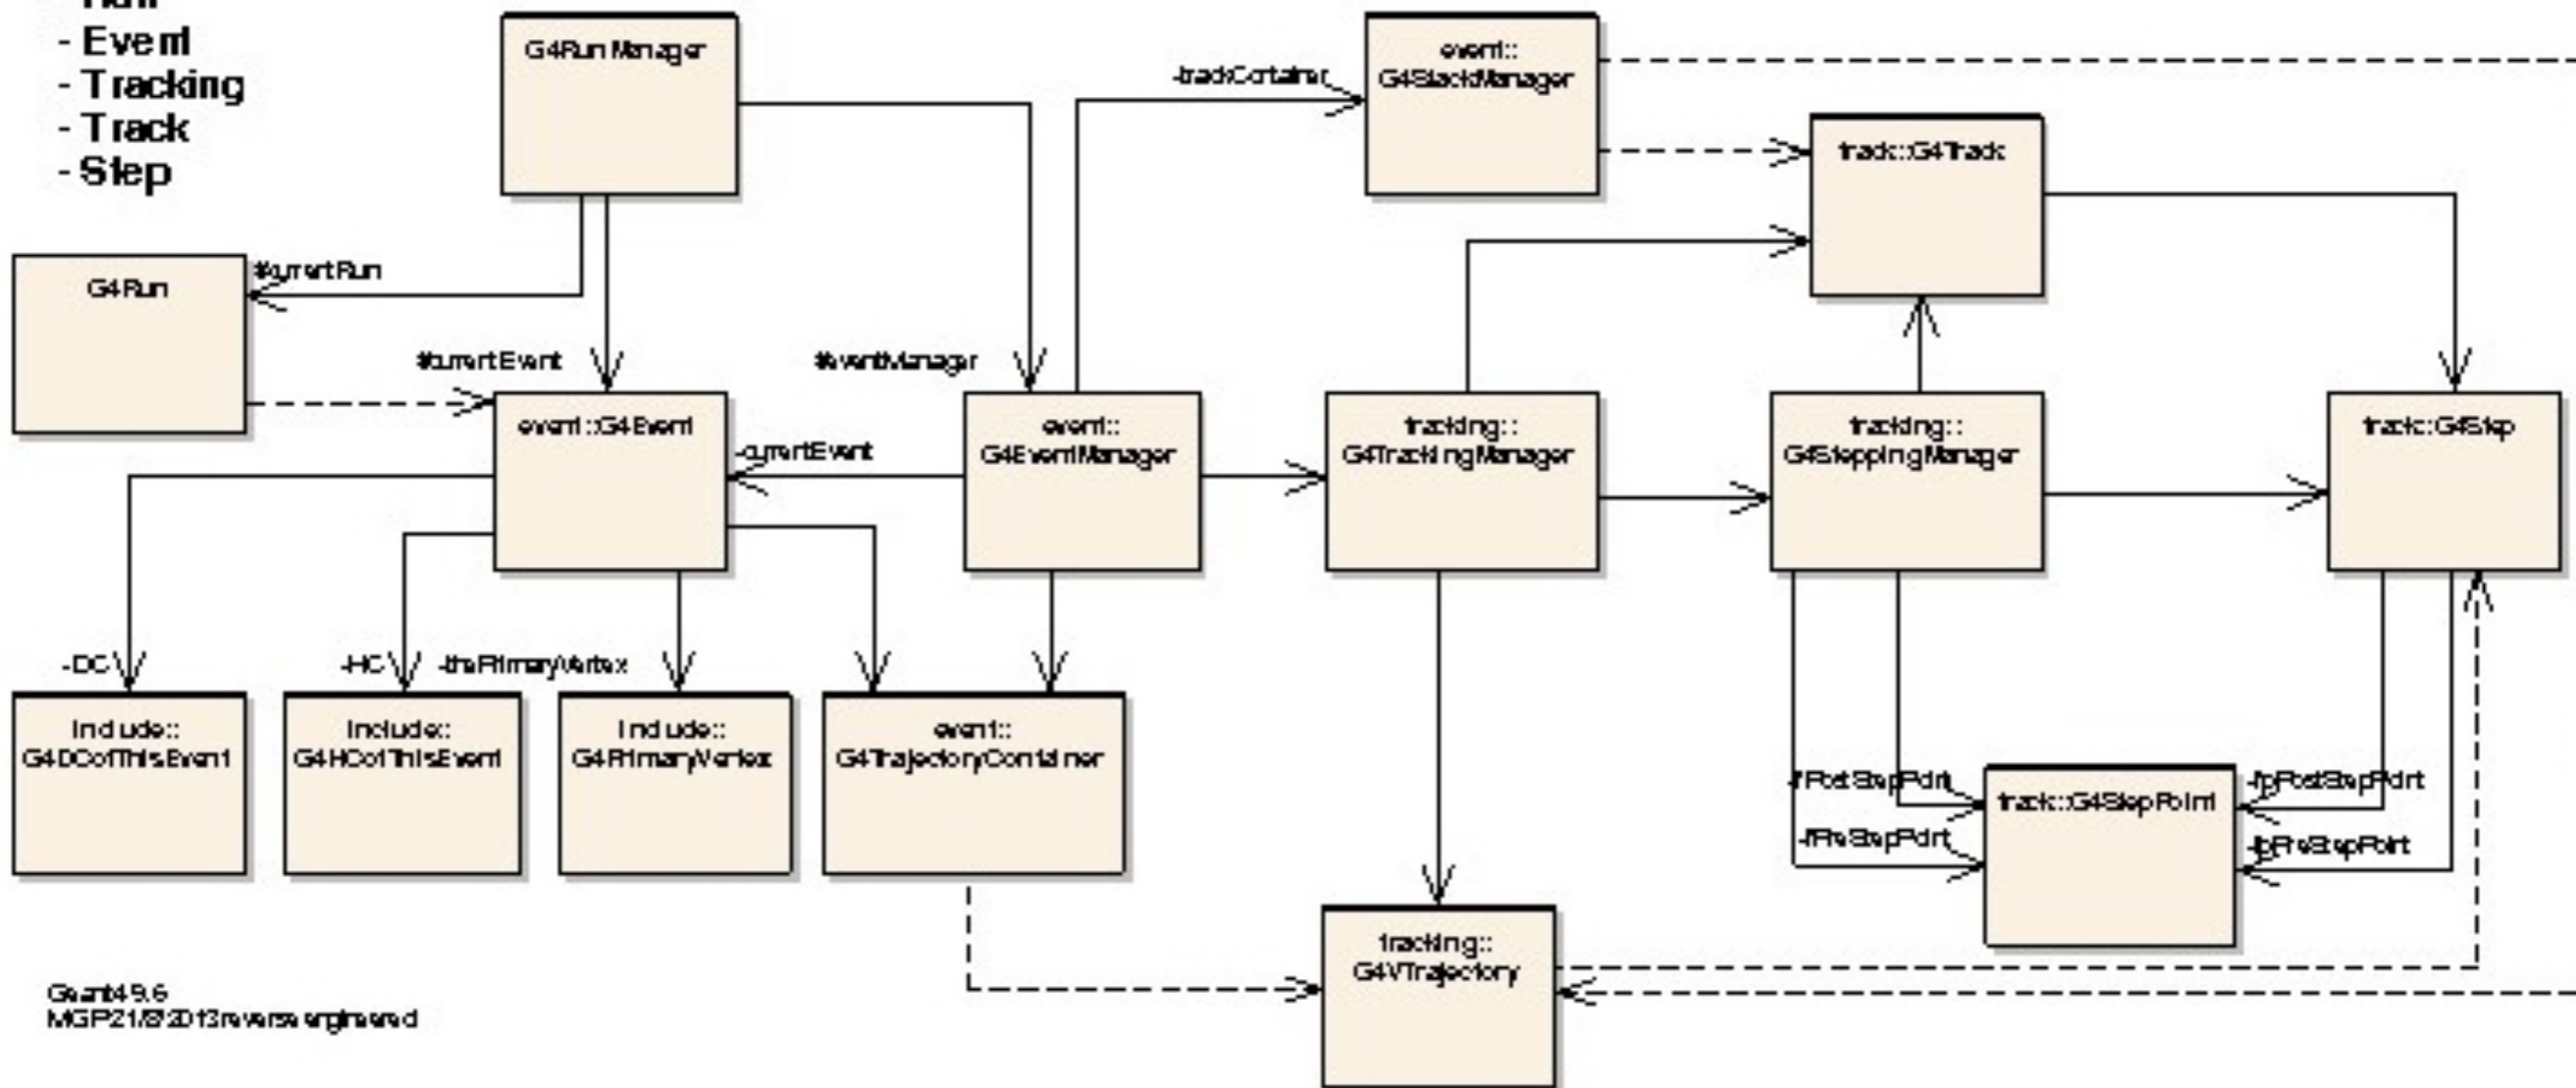 - Event
- Tracking
- Track
- Step
G4RunManager
event::
G4StackManager
-trackContainer
track::G4Track
G4Run
#currentRun
#currentEvent
#eventManager
event::G4Event
-currentEvent
event::
G4EventManager
tracking::
G4TrackingManager
tracking::
G4SteppingManager
track::G4Step
-DC
-HC
-thePrimaryVertex
include::
G4DCofThisEvent
include::
G4HCofThisEvent
include::
G4PrimaryVertex
event::
G4TrajectoryContainer
-fPostStepPoint
-fPreStepPoint
track::G4StepPoint
-fpPostStepPoint
-fpPreStepPoint
tracking::
G4VTrajectory
Geant4 9.6
MGP 21/8/2013 reverse engineered